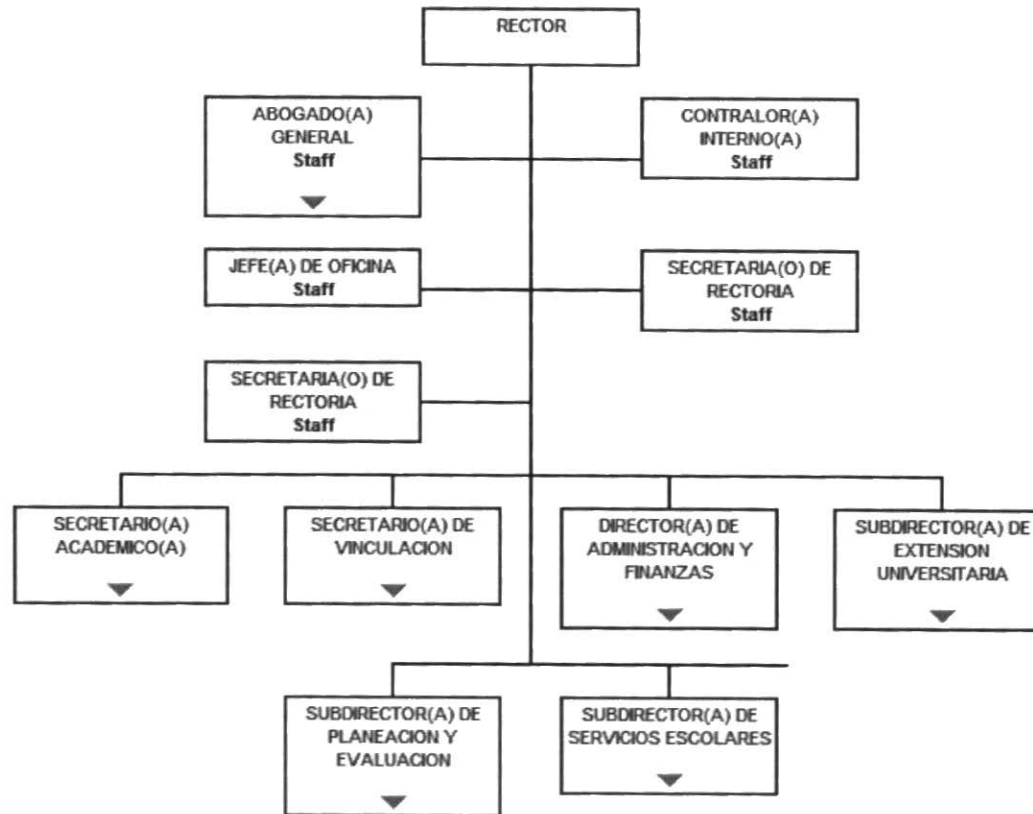 RECTOR
ABOGADO(A)
GENERAL
Staff
CONTRALOR(A)
INTERNO(A)
Staff
JEFE(A) DE OFICINA
Staff
SECRETARIA(O) DE
RECTORIA
Staff
SECRETARIA(O) DE
RECTORIA
Staff
SECRETARIO(A)
ACADEMICO(A)
SECRETARIO(A) DE
VINCULACION
DIRECTOR(A) DE
ADMINISTRACION Y
FINANZAS
SUBDIRECTOR(A) DE
EXTENSION
UNIVERSITARIA
SUBDIRECTOR(A) DE
PLANEACION Y
EVALUACION
SUBDIRECTOR(A) DE
SERVICIOS ESCOLARES